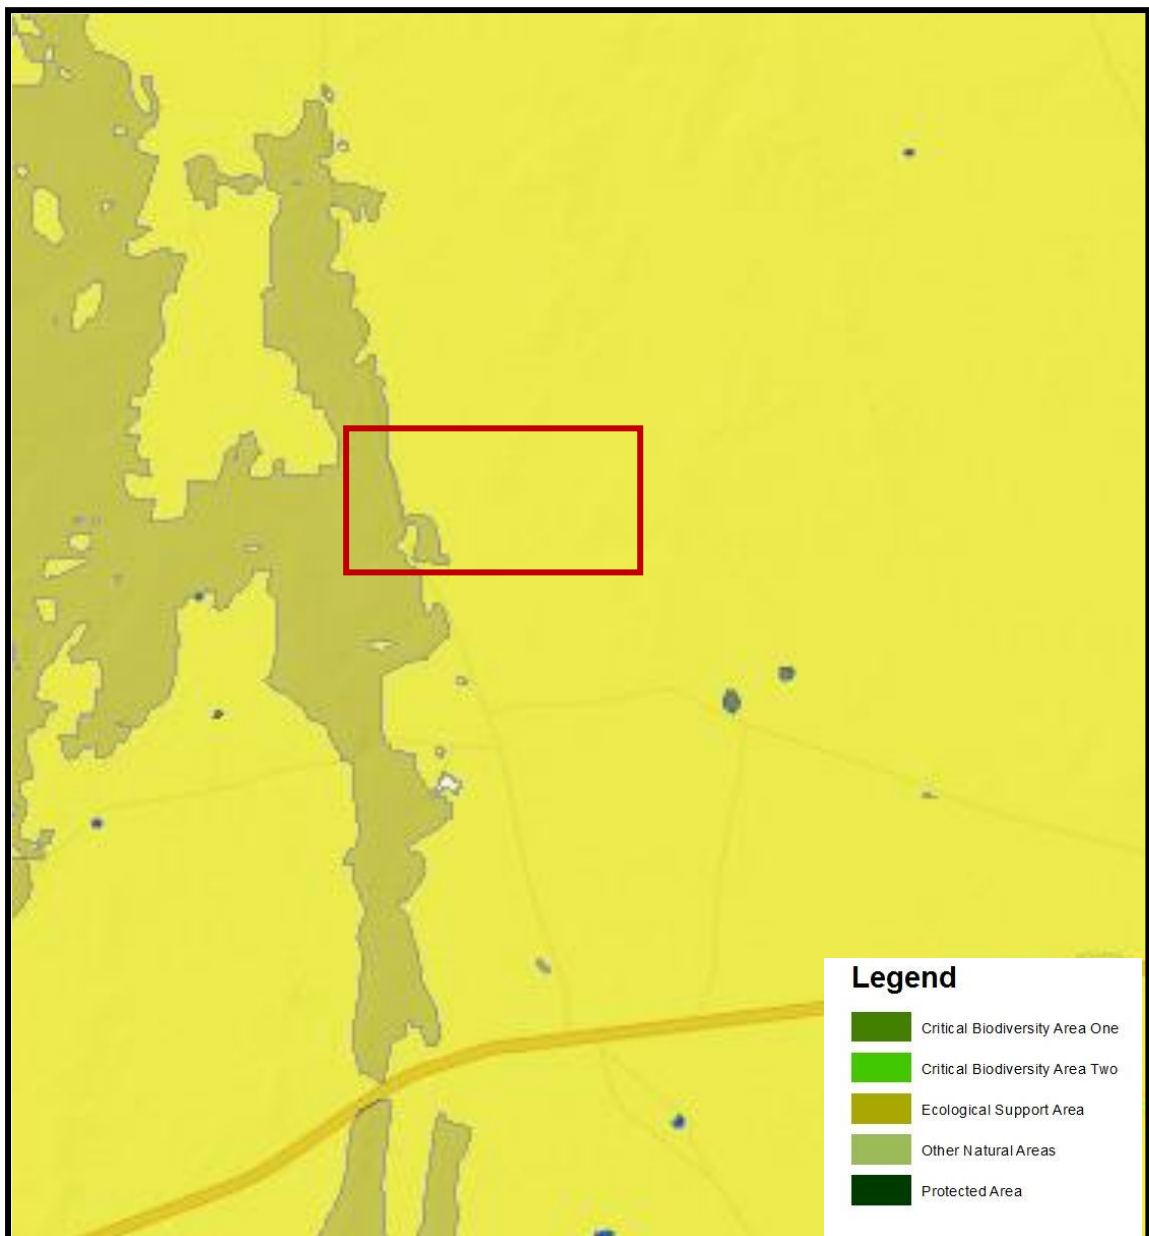 Legend
Critical Biodiversity Area One
Critical Biodiversity Area Two
Ecological Support Area
Other Natural Areas
Protected Area